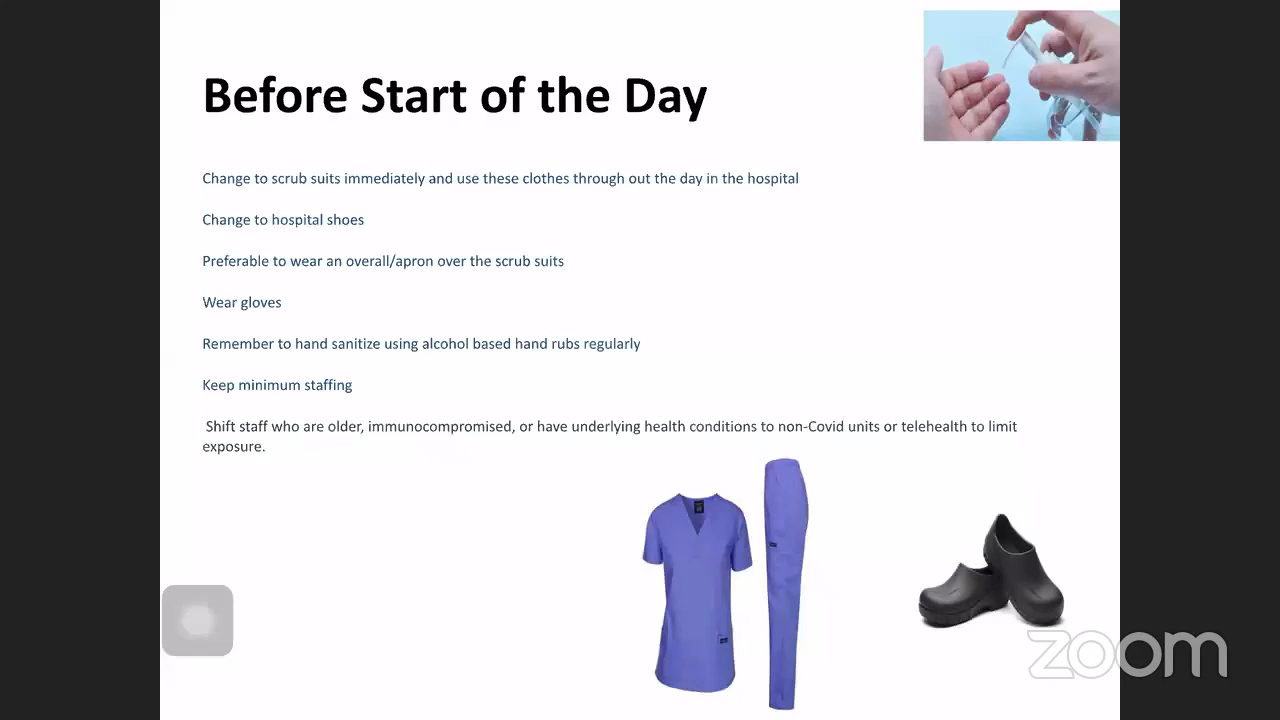 Before Start of the Day
Change to scrub suits immediately and use these clothes through out the day in the hospital
Change to hospital shoes
Preferable to wear an overall/apron over the scrub suits
Wear gloves
Remember to hand sanitize using alcohol based hand rubs regularly
Keep minimum staffing
Shift staff who are older, immunocompromised, or have underlying health conditions to non-Covid units or telehealth to limit
exposure.
zoom